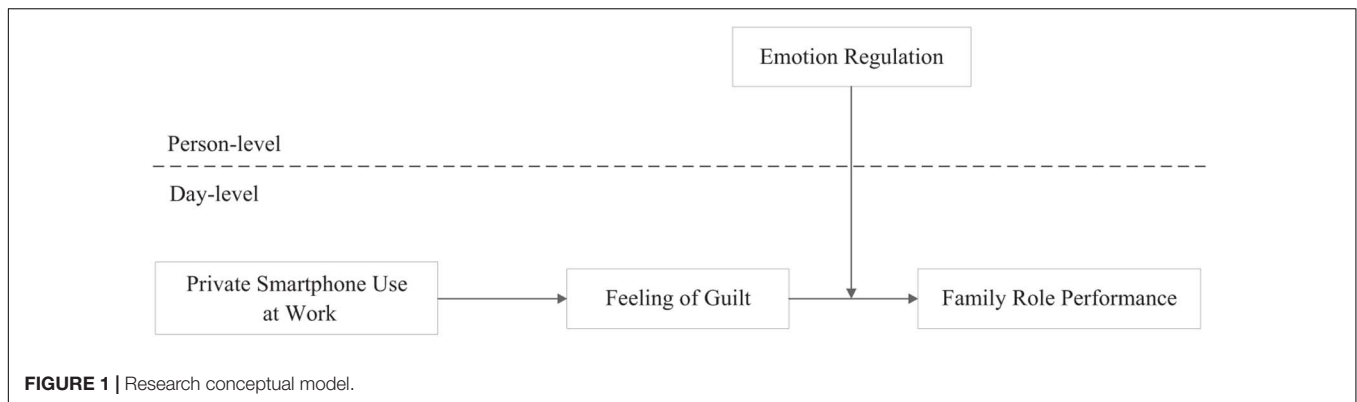 Emotion Regulation
Person-level
Day-level
Private Smartphone Use
at Work
Feeling of Guilt
Family Role Performance
FIGURE 1 | Research conceptual model.